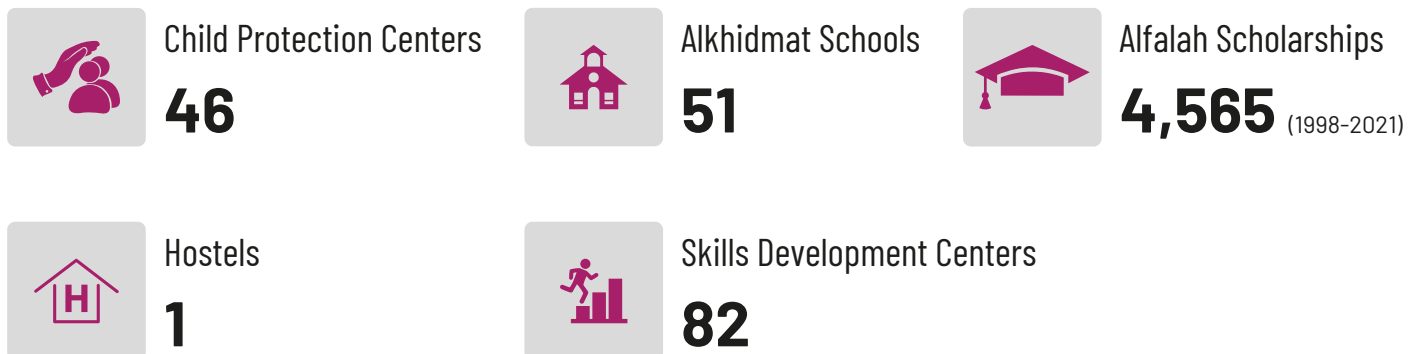 Child Protection Centers
46
Alkhidmat Schools
51
Alfalah Scholarships
4,565 (1998-2021)
Hostels
H
1
Skills Development Centers
82